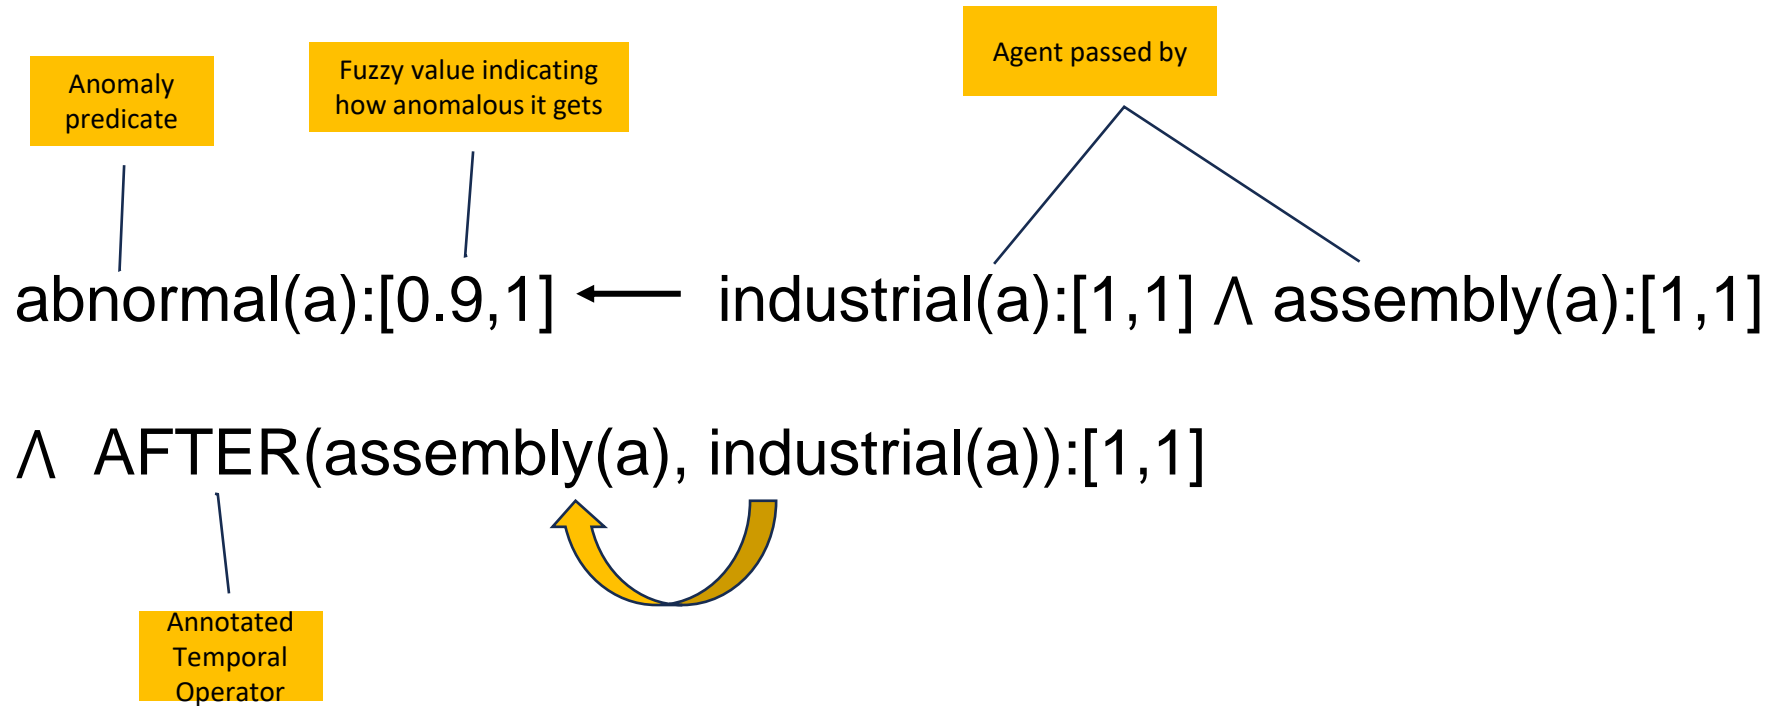 Anomaly
predicate
Fuzzy value indicating
how anomalous it gets
Agent passed by
abnormal(a):[0.9,1] ← industrial(a):[1,1] Λ assembly(a):[1,1]
Λ AFTER(assembly(a), industrial(a)):[1,1]
Annotated
Temporal
Operator